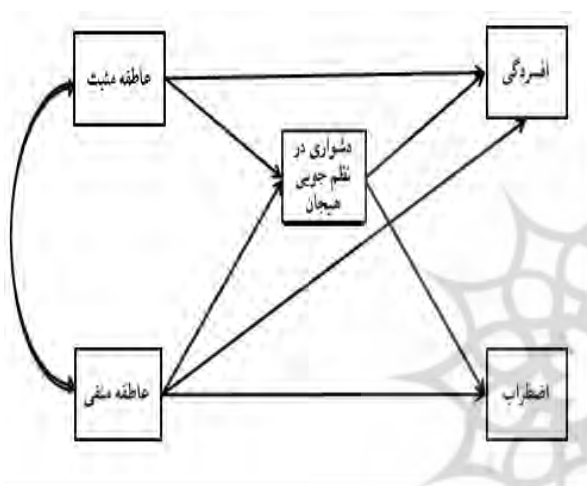 عاطفه مثبت
افسردگی
دشواری در
نظم جویی
هیجان
عاطفه منفی
اضطراب